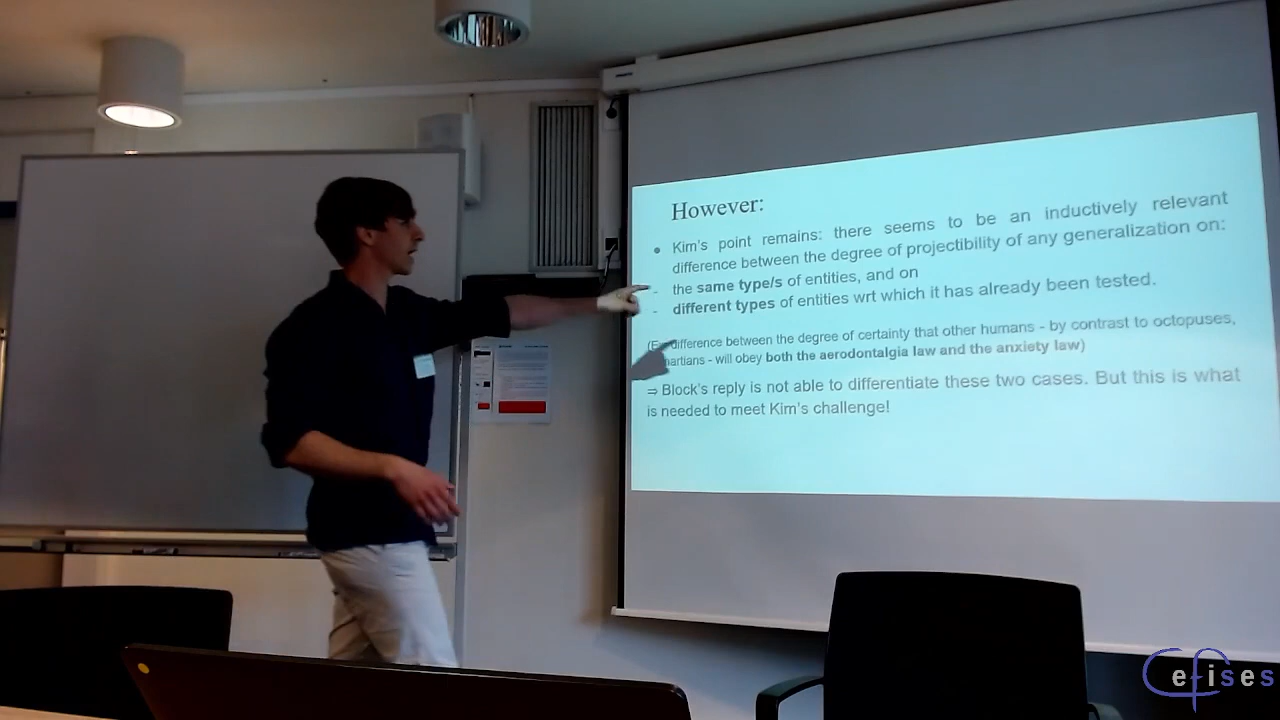 However:
• Kim's point remains: there seems to be an inductively relevant
difference between the degree of projectibility of any generalization on:
- the same type/s of entities, and on
- different types of entities wrt which it has already been tested.
difference between the degree of certainty that other humans - by contrast to octopuses,
- will obey both the aerodontalgia law and the anxiety law)
⇒ Block's reply is not able to differentiate these two cases. But this is what
is needed to meet Kim's challenge!
Cefises